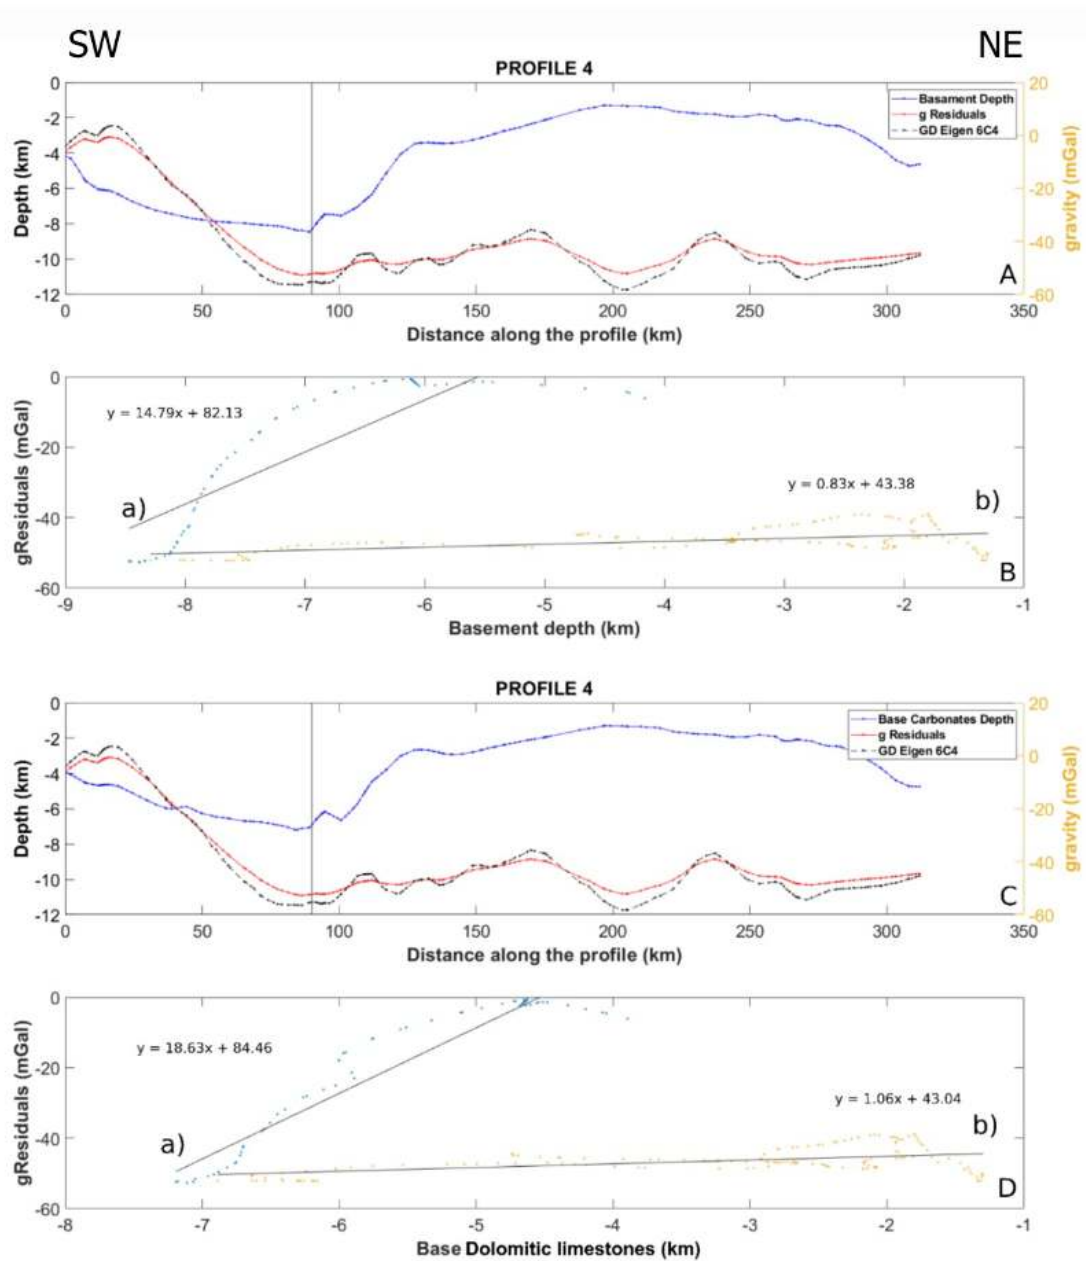 SW NE
PROFILE 4
Basament Depth
g Residuals
GD Eigen 6C4
0
-2
-4
-6
-8
-10
-12
Depth (km)
20
0
-20
-40
-60
gravity (mGal)
A
0 50 100 150 200 250 300 350
Distance along the profile (km)
0
-20
-40
-60
gResiduals (mGal)
y = 14.79x + 82.13
y = 0.83x + 43.38
a)
b)
B
-9 -8 -7 -6 -5 -4 -3 -2 -1
Basement depth (km)
PROFILE 4
Base Carbonates Depth
g Residuals
GD Eigen 6C4
0
-2
-4
-6
-8
-10
-12
Depth (km)
20
0
-20
-40
-60
gravity (mGal)
C
0 50 100 150 200 250 300 350
Distance along the profile (km)
0
-20
-40
-60
gResiduals (mGal)
y = 18.63x + 84.46
y = 1.06x + 43.04
a)
b)
D
-8 -7 -6 -5 -4 -3 -2 -1
Base Dolomitic limestones (km)